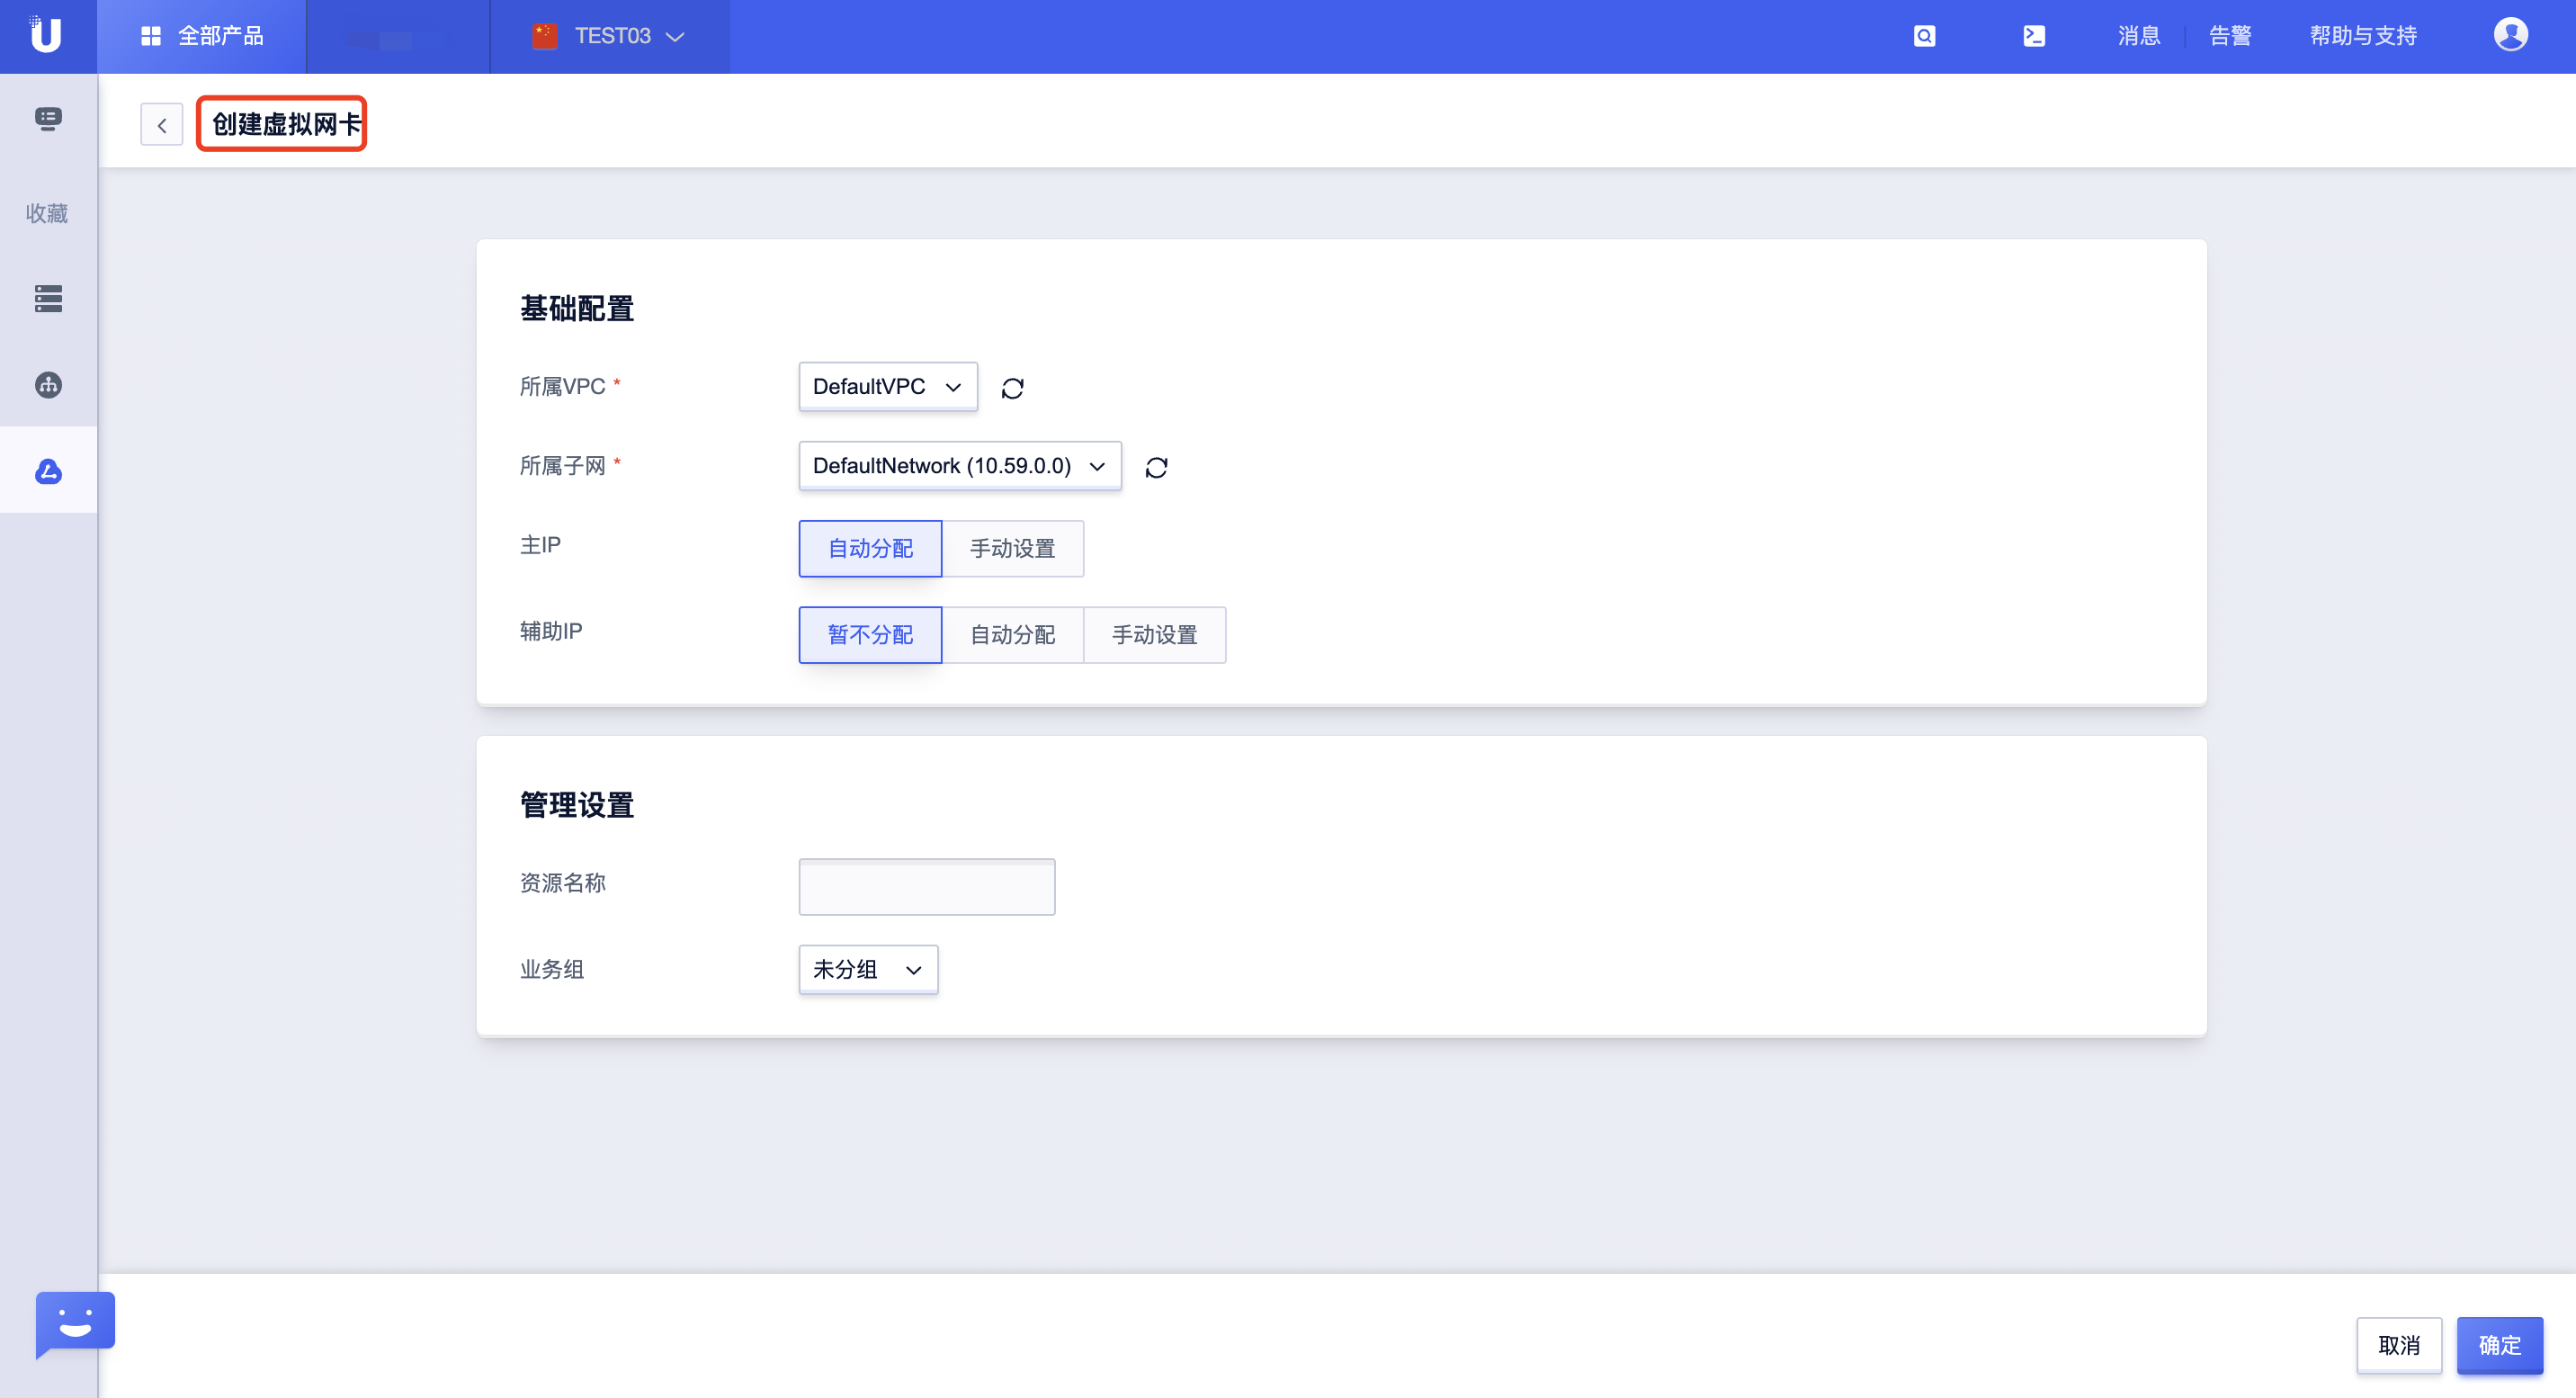 全部产品
TEST03
消息
告警
帮助与支持
创建虚拟网卡
收藏
基础配置
所属VPC *
DefaultVPC
所属子网 *
DefaultNetwork (10.59.0.0)
主IP
自动分配 手动设置
辅助IP
暂不分配 自动分配 手动设置
管理设置
资源名称
业务组
未分组
取消 确定